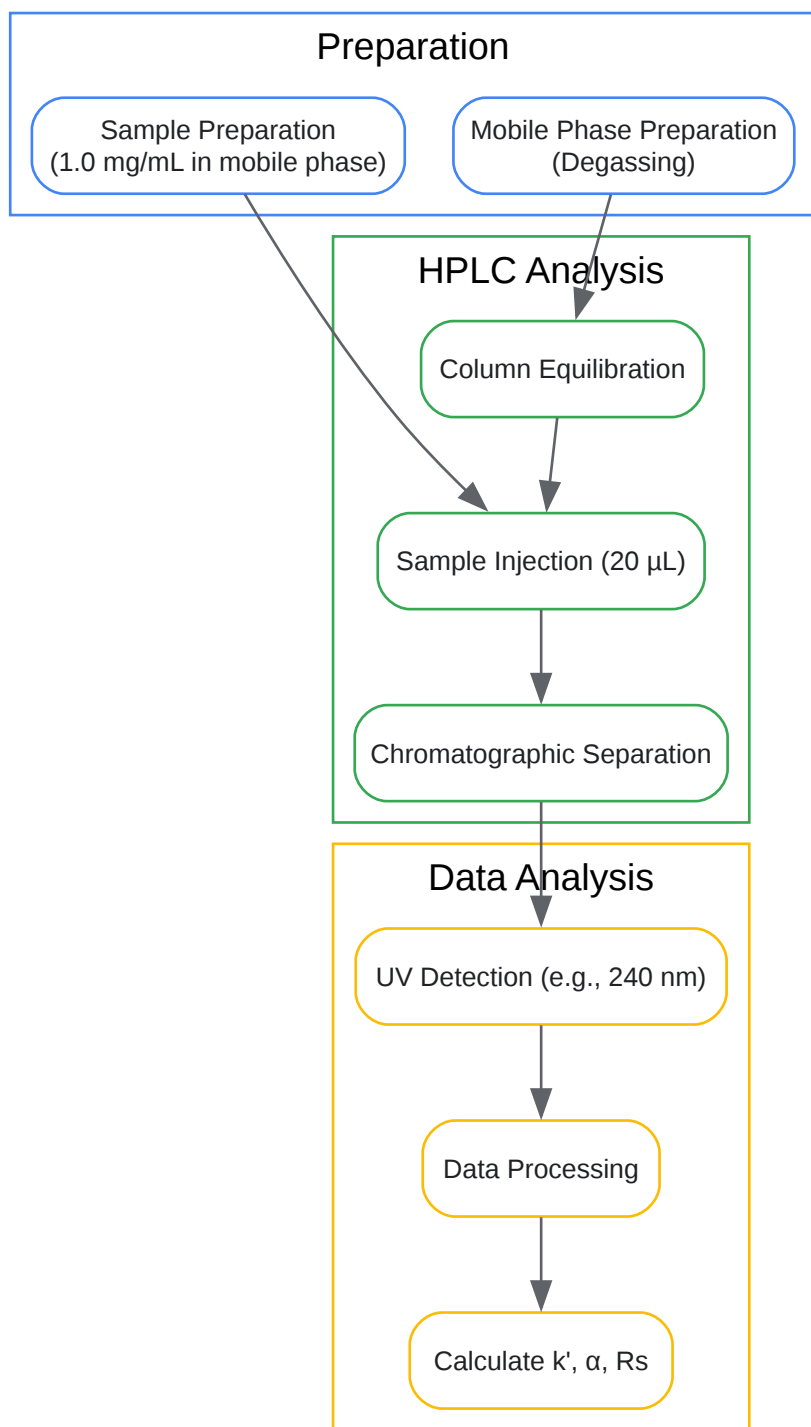 Preparation
Sample Preparation
(1.0 mg/mL in mobile phase)
Mobile Phase Preparation
(Degassing)
HPLC Analysis
Column Equilibration
Sample Injection (20 µL)
Chromatographic Separation
Data Analysis
UV Detection (e.g., 240 nm)
Data Processing
Calculate k', α, Rs